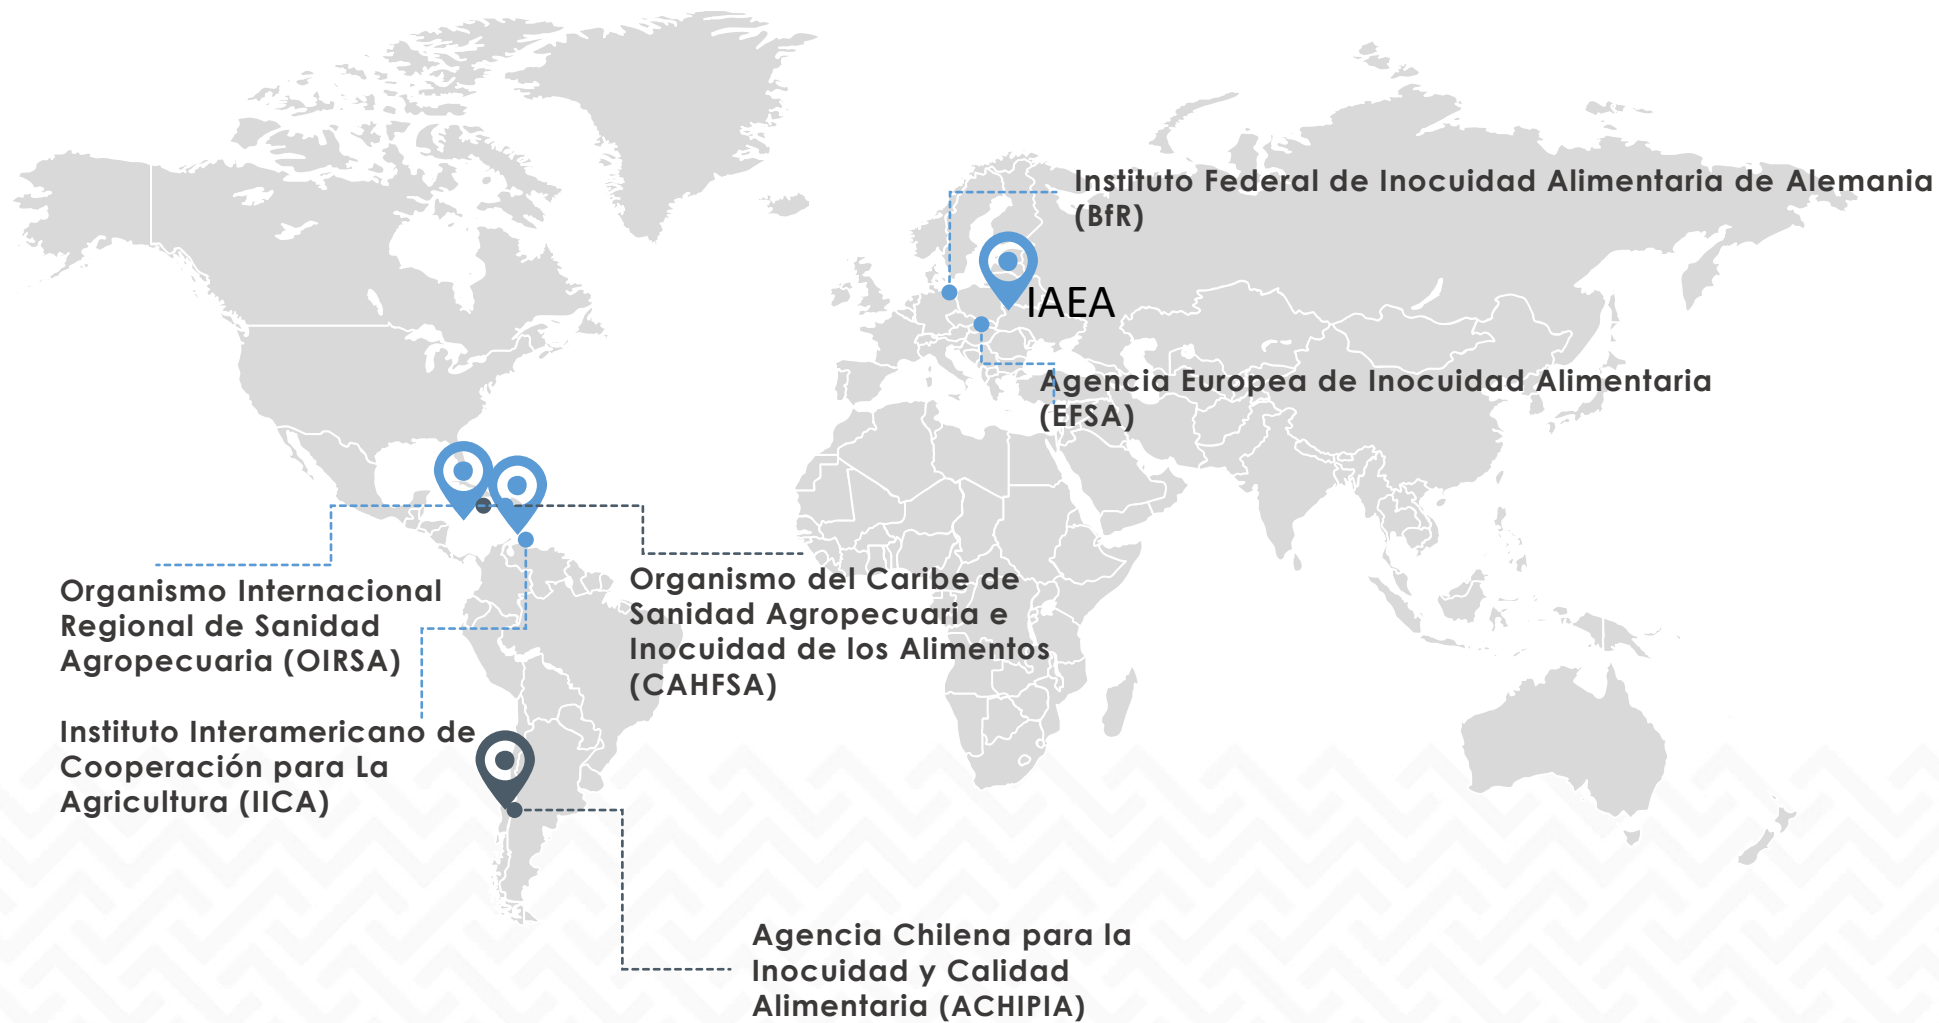 Instituto Federal de Inocuidad Alimentaria de Alemania
(BfR)
IAEA
Agencia Europea de Inocuidad Alimentaria
(EFSA)
Organismo Internacional
Regional de Sanidad
Agropecuaria (OIRSA)
Organismo del Caribe de
Sanidad Agropecuaria e
Inocuidad de los Alimentos
(CAHFSA)
Instituto Interamericano de
Cooperación para La
Agricultura (IICA)
Agencia Chilena para la
Inocuidad y Calidad
Alimentaria (ACHIPIA)